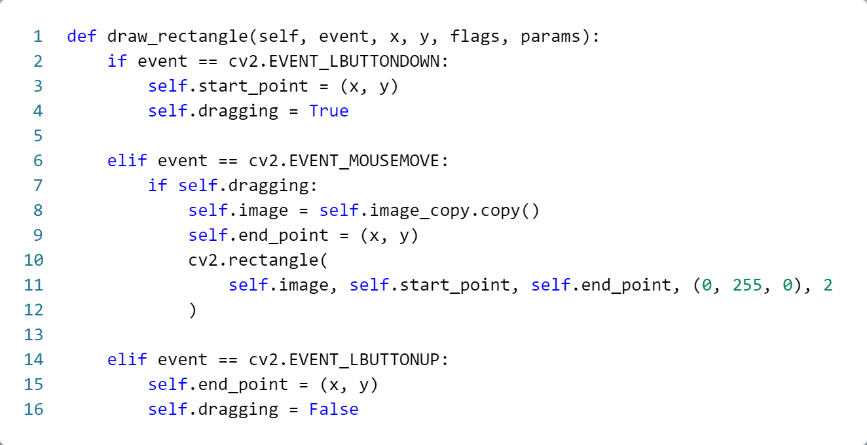 1 def draw_rectangle(self, event, x, y, flags, params):
2     if event == cv2.EVENT_LBUTTONDOWN:
3         self.start_point = (x, y)
4         self.dragging = True
5
6     elif event == cv2.EVENT_MOUSEMOVE:
7         if self.dragging:
8             self.image = self.image_copy.copy()
9             self.end_point = (x, y)
10             cv2.rectangle(
11                 self.image, self.start_point, self.end_point, (0, 255, 0), 2
12             )
13
14     elif event == cv2.EVENT_LBUTTONUP:
15         self.end_point = (x, y)
16         self.dragging = False